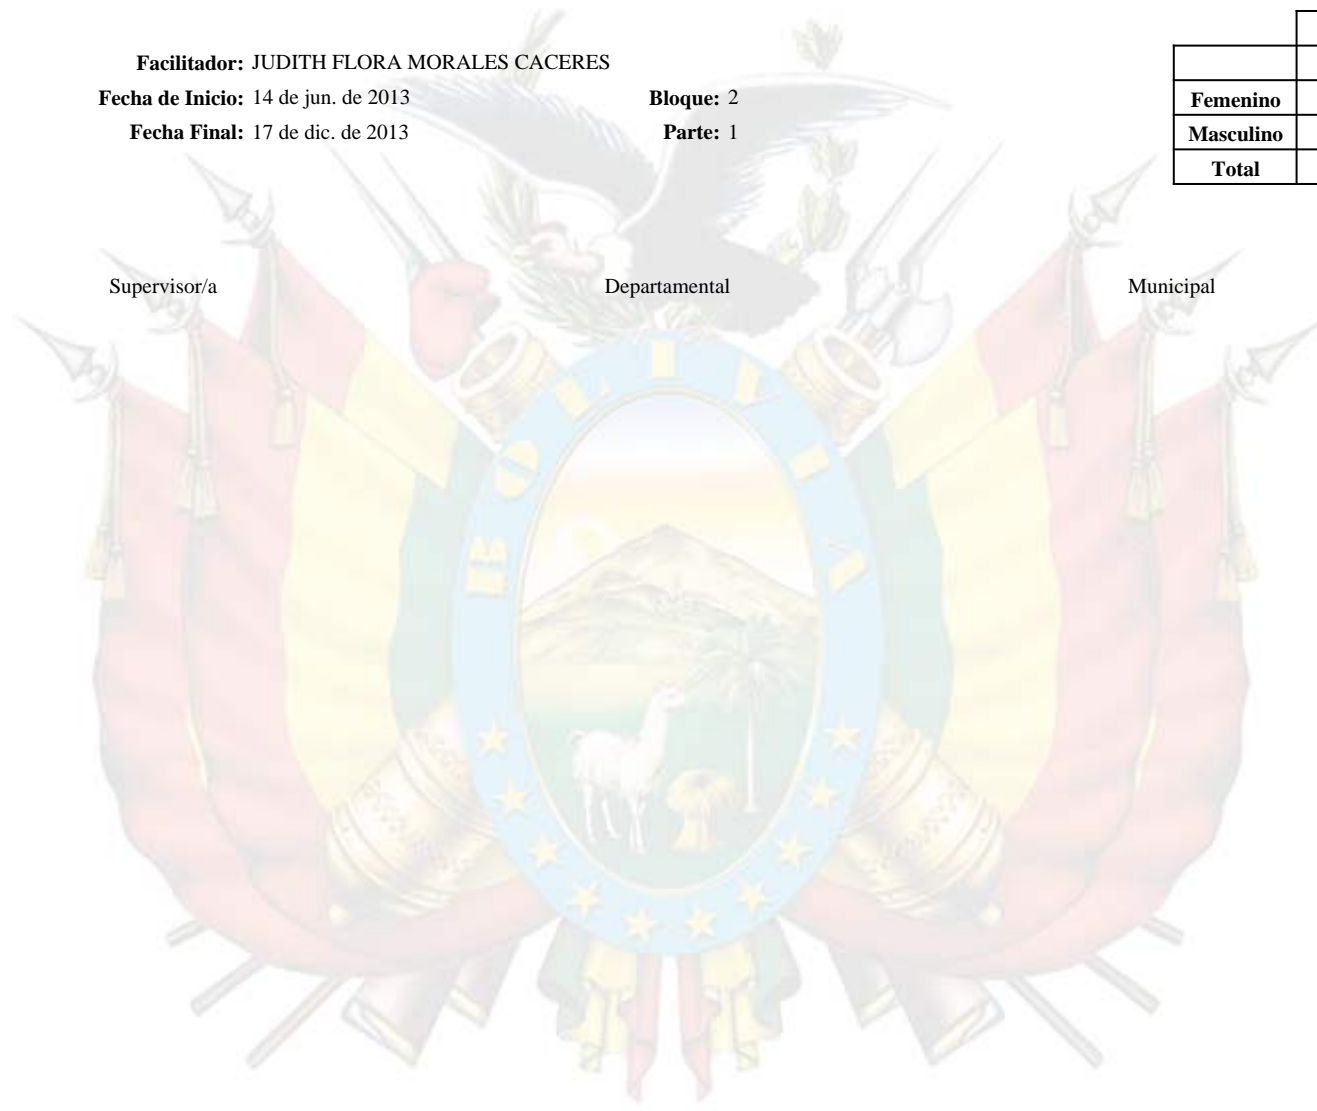 Facilitador: JUDITH FLORA MORALES CACERES
Fecha de Inicio: 14 de jun. de 2013 Bloque: 2
Fecha Final: 17 de dic. de 2013 Parte: 1
Femenino
Masculino
Total
Supervisor/a Departamental Municipal
BOLIVIA